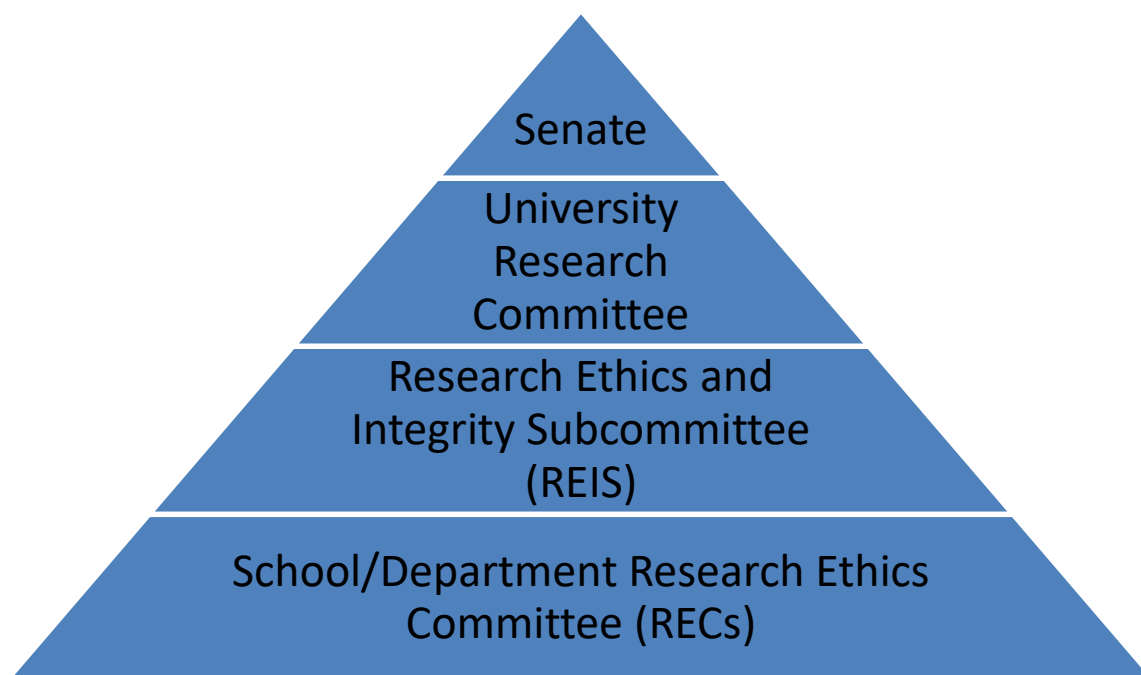 Senate
University
Research
Committee
Research Ethics and
Integrity Subcommittee
(REIS)
School/Department Research Ethics
Committee (RECs)